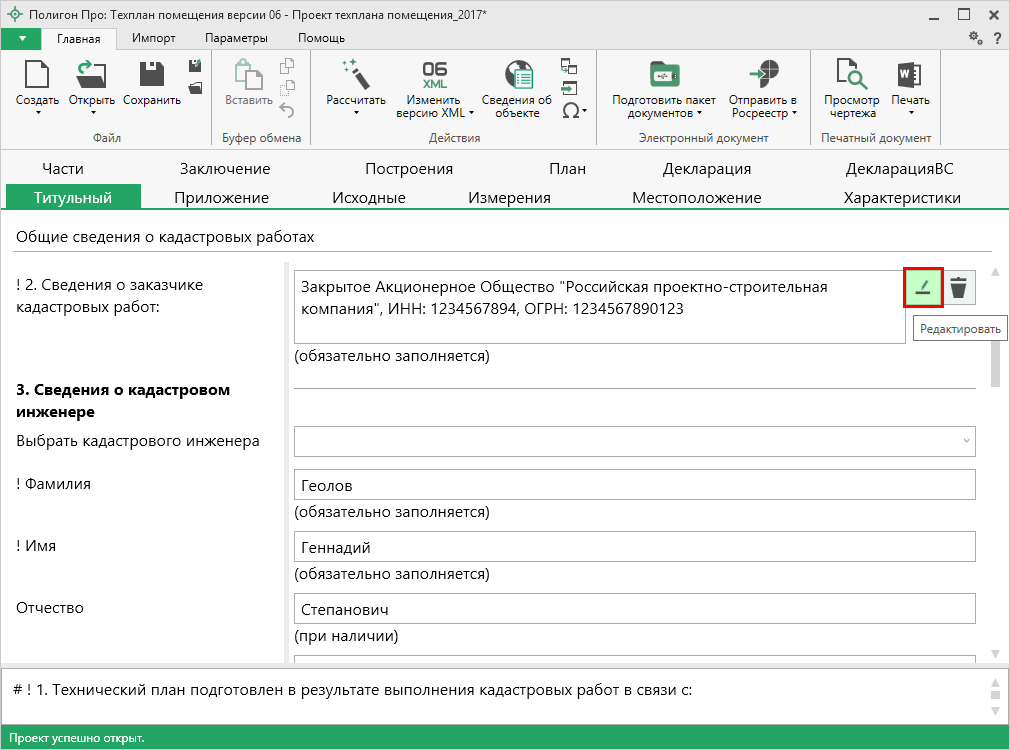 Полигон Про: Техплан помещения версии 06 - Проект техплана помещения_2017*
Главная Импорт Параметры Помощь
?
Создать Открыть Сохранить
Файл
Вставить
Буфер обмена
Рассчитать
06 XML
Изменить версию XML
Сведения об объекте
Ω
Действия
Подготовить пакет документов
Отправить в Росреестр
Электронный документ
Просмотр чертежа
W
Печать
Печатный документ
Части Заключение Построения План Декларация ДекларацияВС
Титульный Приложение Исходные Измерения Местоположение Характеристики
Общие сведения о кадастровых работах
! 2. Сведения о заказчике
кадастровых работ:
Закрытое Акционерное Общество "Российская проектно-строительная
компания", ИНН: 1234567894, ОГРН: 1234567890123
Редактировать
(обязательно заполняется)
3. Сведения о кадастровом
инженере
Выбрать кадастрового инженера
! Фамилия
Геолов
(обязательно заполняется)
! Имя
Геннадий
(обязательно заполняется)
Отчество
Степанович
(при наличии)
# ! 1. Технический план подготовлен в результате выполнения кадастровых работ в связи с:
Проект успешно открыт.